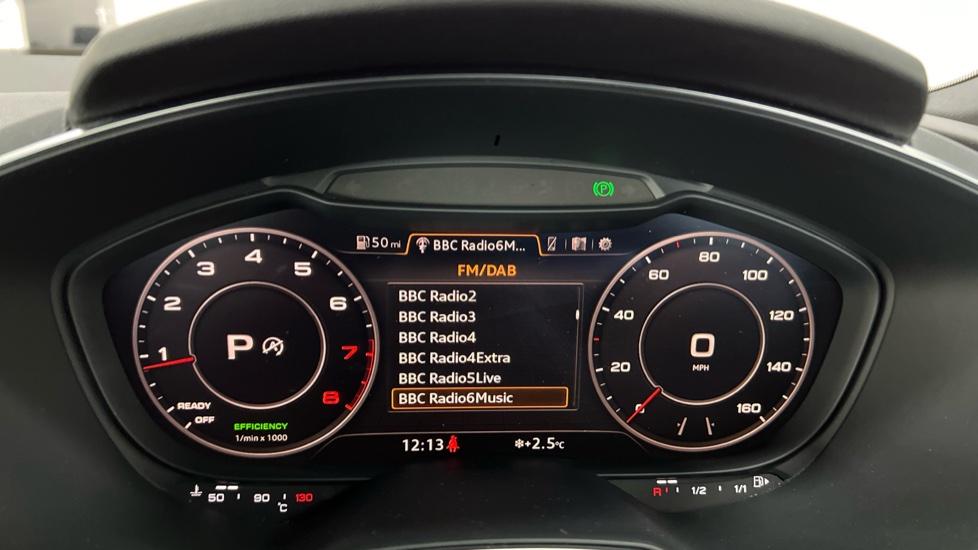 (P)
50 mi
BBC Radio6M...
FM/DAB
BBC Radio2
BBC Radio3
BBC Radio4
BBC Radio4Extra
BBC Radio5Live
BBC Radio6Music
1 2 3 4 5 6 7 8
P
READY
OFF
EFFICIENCY
1/min x 1000
0 20 40 60 80 100 120 140 160
0
MPH
12:13
+2.5°C
50 90 130
°C
R 1/2 1/1